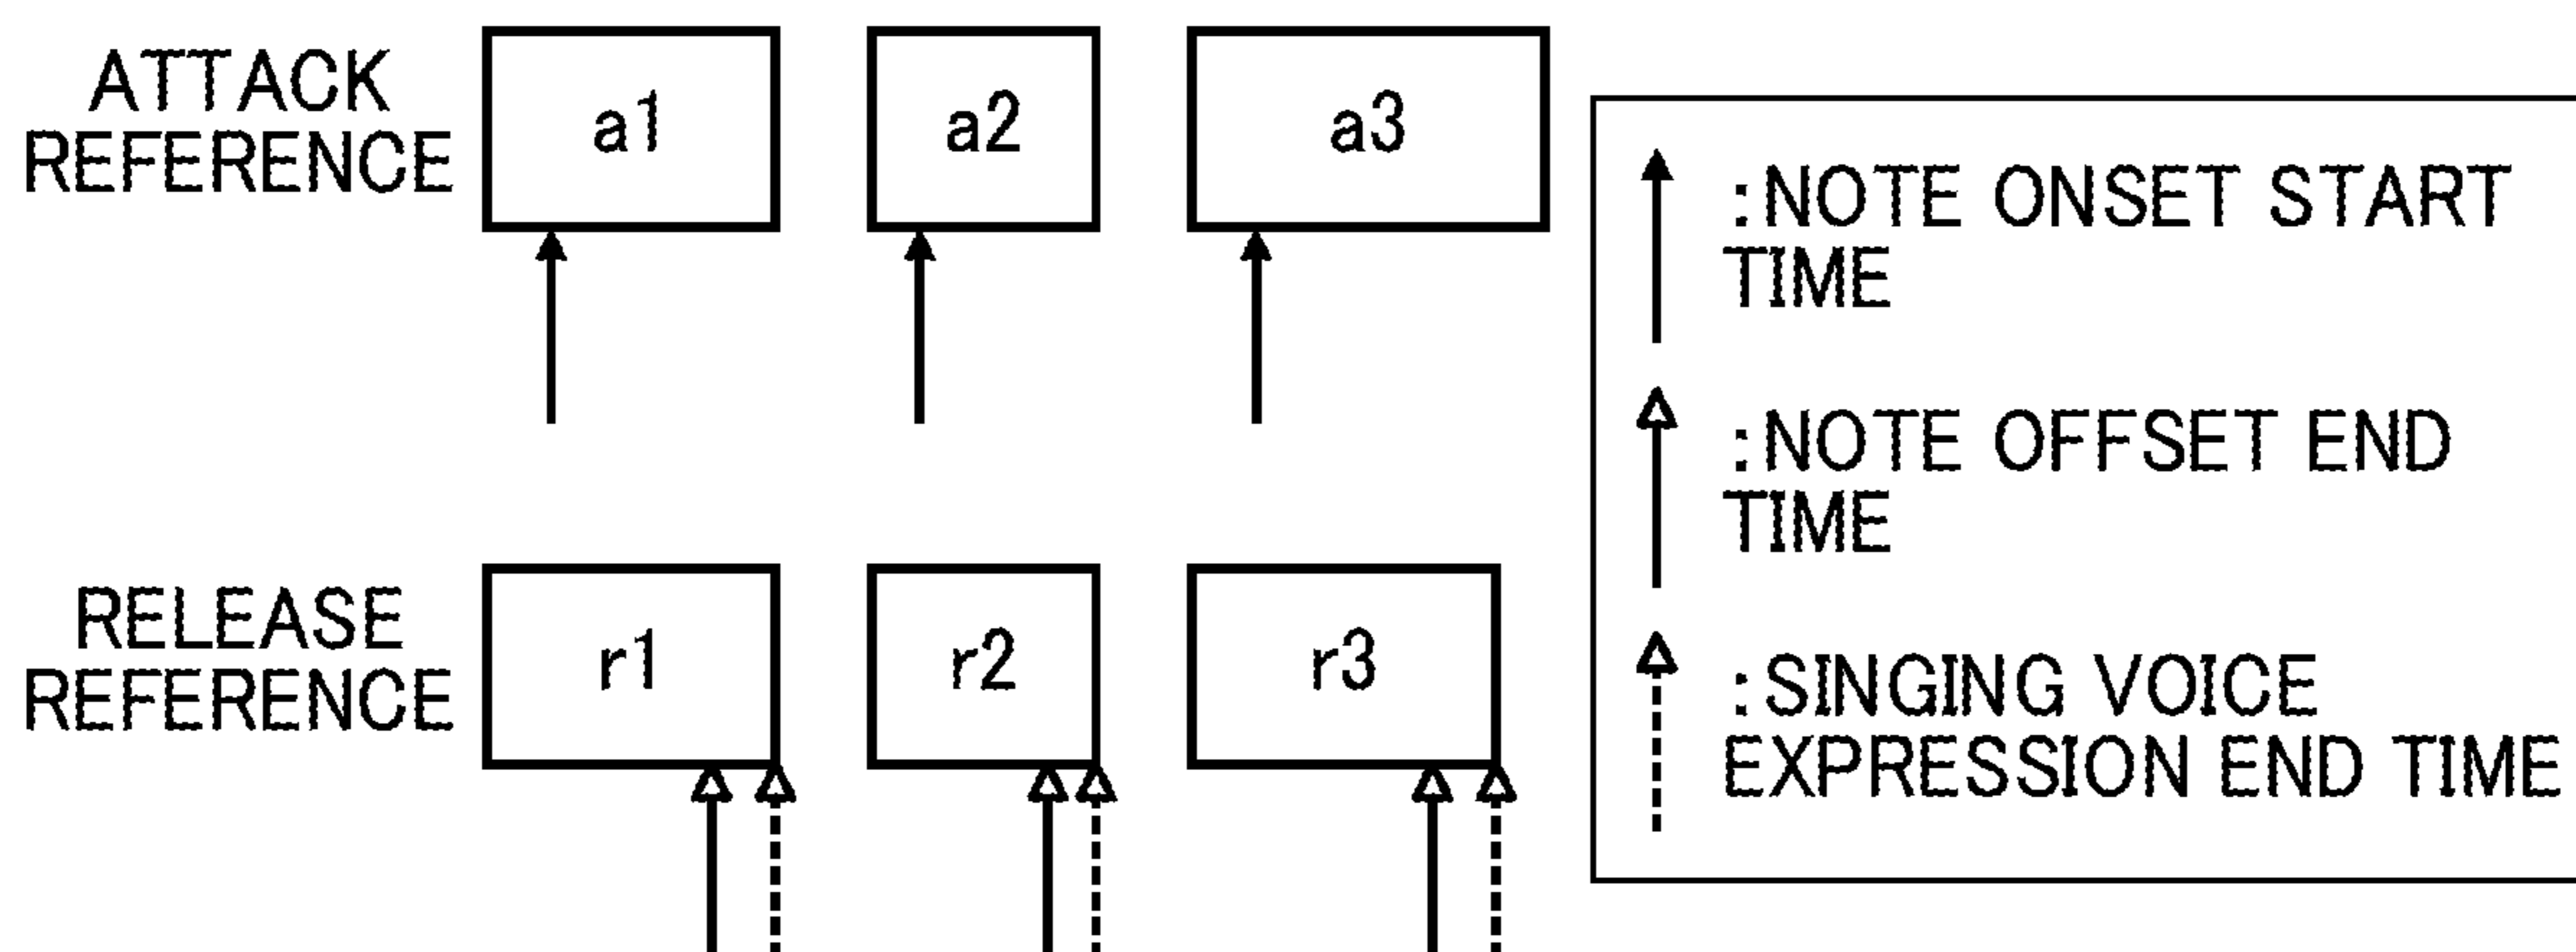 ATTACK
REFERENCE
a1
a2
a3
:NOTE ONSET START
TIME
:NOTE OFFSET END
TIME
:SINGING VOICE
EXPRESSION END TIME
RELEASE
REFERENCE
r1
r2
r3